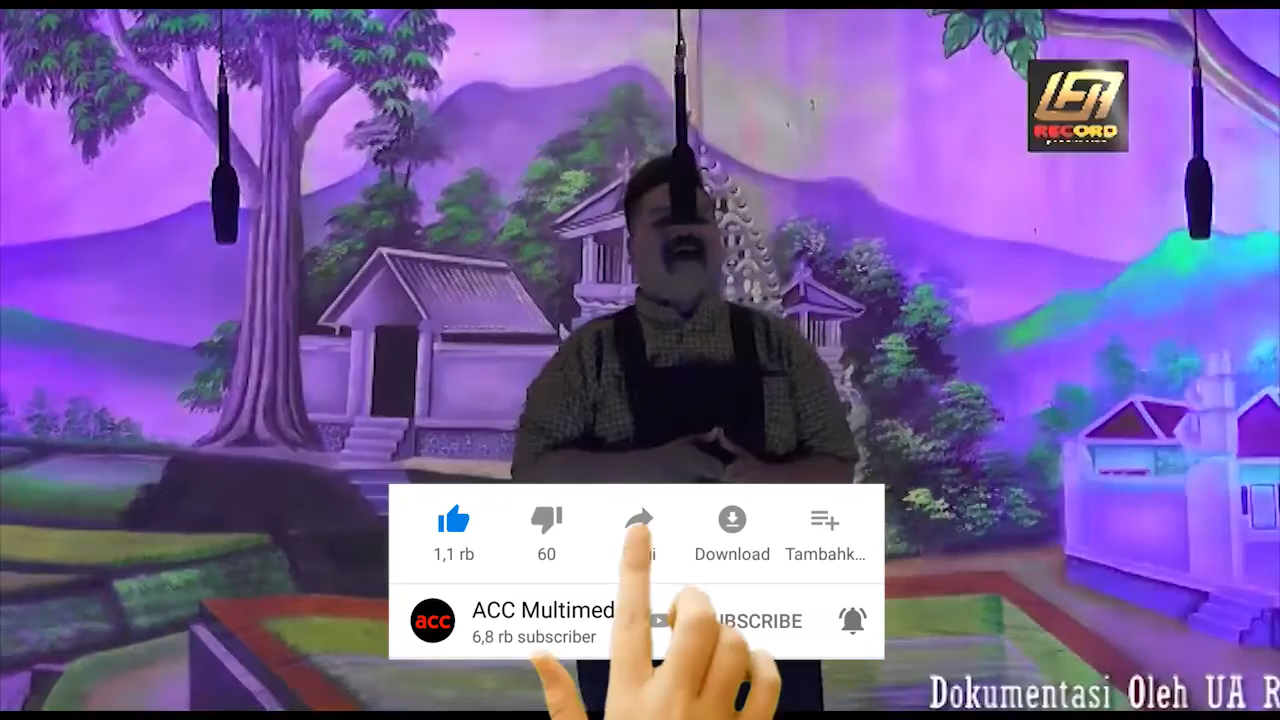 RECORD
1,1 rb
60
Download
Tambahk...
acc
ACC Multimed
6,8 rb subscriber
Dokumentasi Oleh UA R